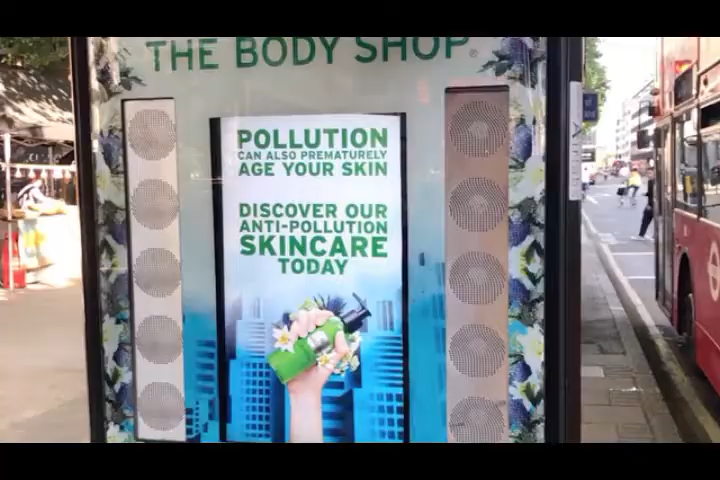 THE BODY SHOP®
POLLUTION
CAN ALSO PREMATURELY
AGE YOUR SKIN
DISCOVER OUR
ANTI-POLLUTION
SKINCARE
TODAY